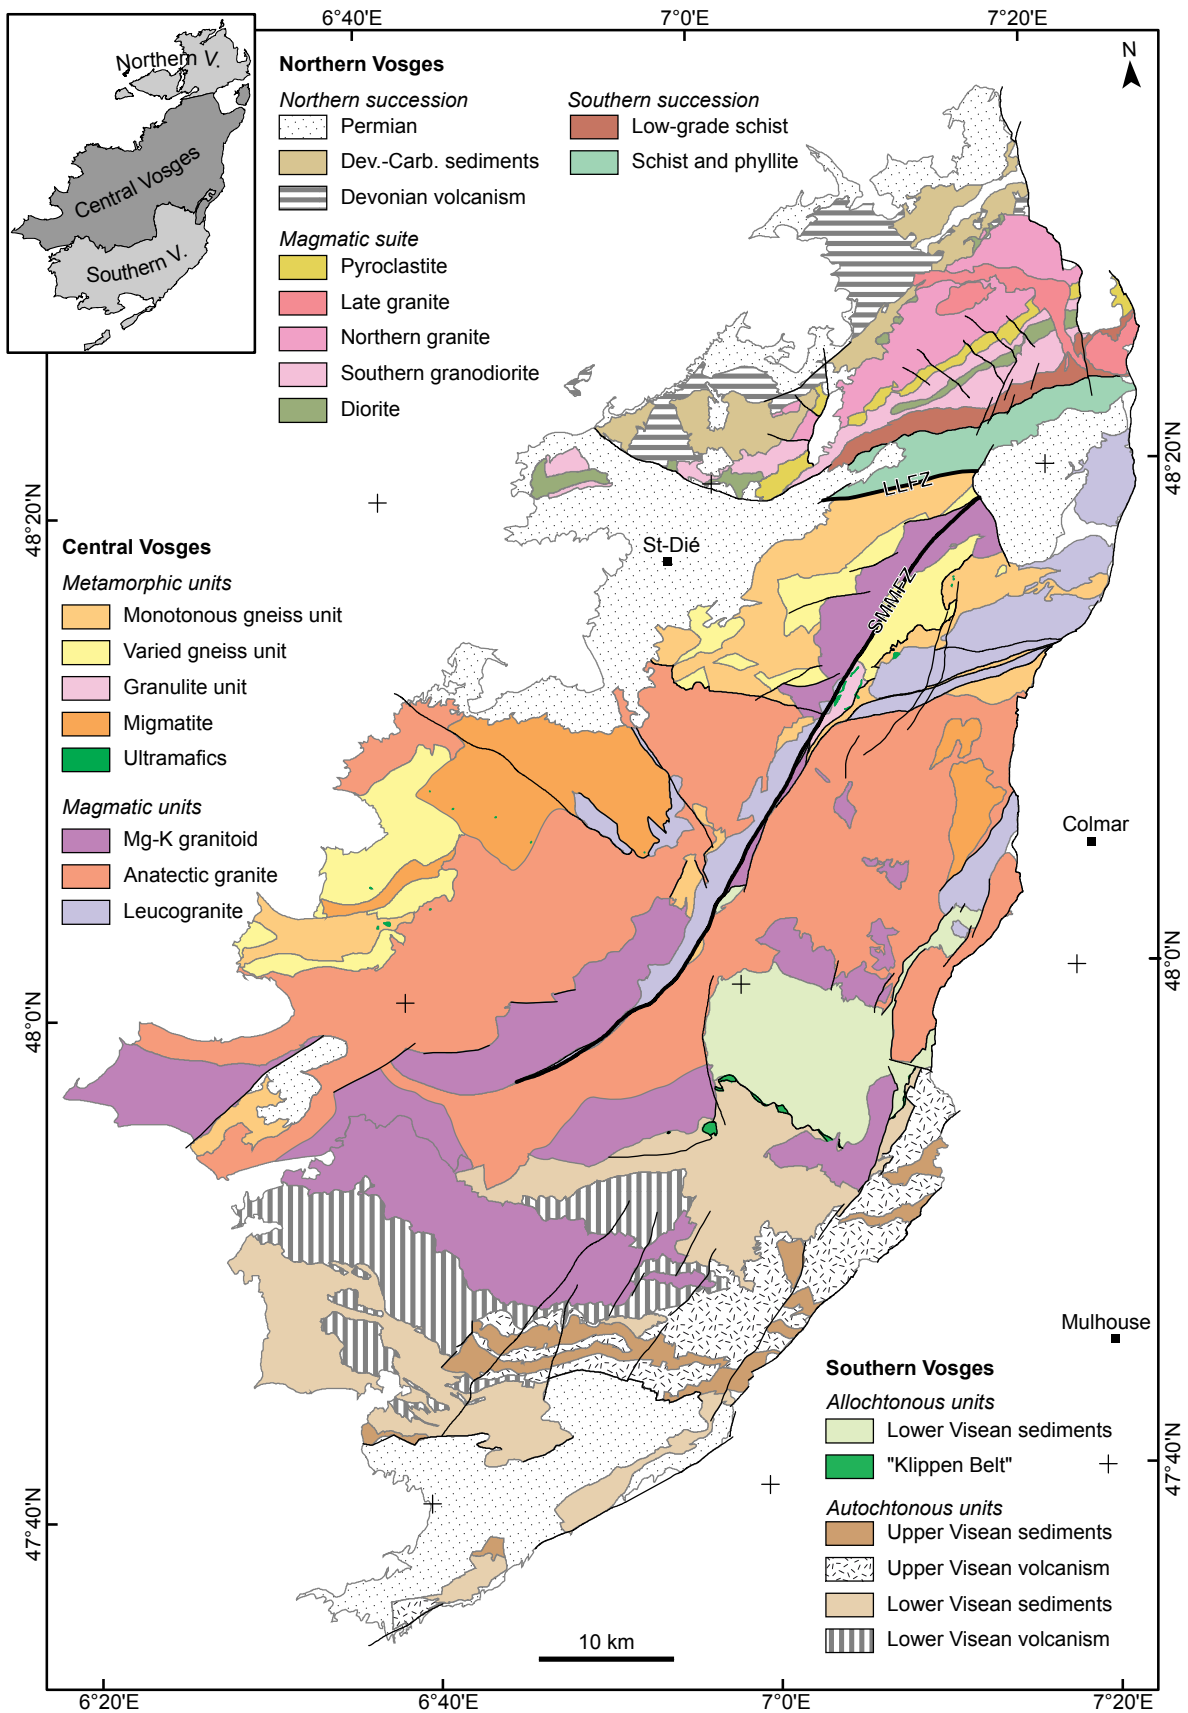 6°40'E
7°0'E
7°20'E
Northern V.
Central Vosges
Southern V.
N
Northern Vosges
Northern succession
Permian
Dev.-Carb. sediments
Devonian volcanism
Southern succession
Low-grade schist
Schist and phyllite
Magmatic suite
Pyroclastite
Late granite
Northern granite
Southern granodiorite
Diorite
48°20'N
48°20'N
LLFZ
St-Dié
SMMFZ
Central Vosges
Metamorphic units
Monotonous gneiss unit
Varied gneiss unit
Granulite unit
Migmatite
Ultramafics
Magmatic units
Mg-K granitoid
Anatectic granite
Leucogranite
Colmar
48°0'N
48°0'N
Mulhouse
Southern Vosges
Allochtonous units
Lower Visean sediments
"Klippen Belt"
Autochtonous units
Upper Visean sediments
Upper Visean volcanism
Lower Visean sediments
Lower Visean volcanism
47°40'N
47°40'N
10 km
6°20'E
6°40'E
7°0'E
7°20'E